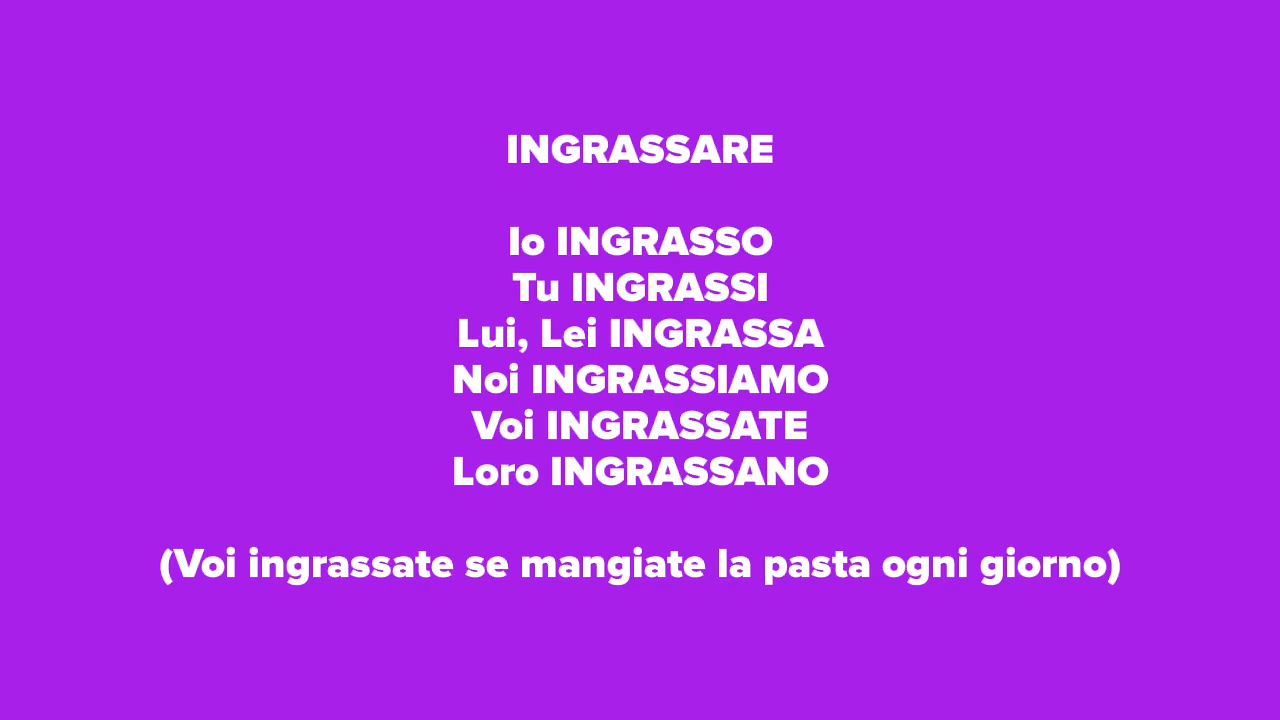 INGRASSARE
Io INGRASSO
Tu INGRASSI
Lui, Lei INGRASSA
Noi INGRASSIAMO
Voi INGRASSATE
Loro INGRASSANO
(Voi ingrassate se mangiate la pasta ogni giorno)